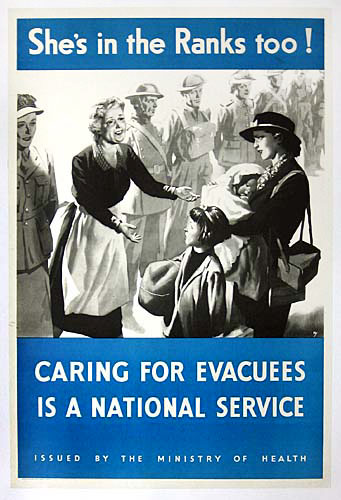 She's in the Ranks too!
CARING FOR EVACUEES
IS A NATIONAL SERVICE
ISSUED BY THE MINISTRY OF HEALTH